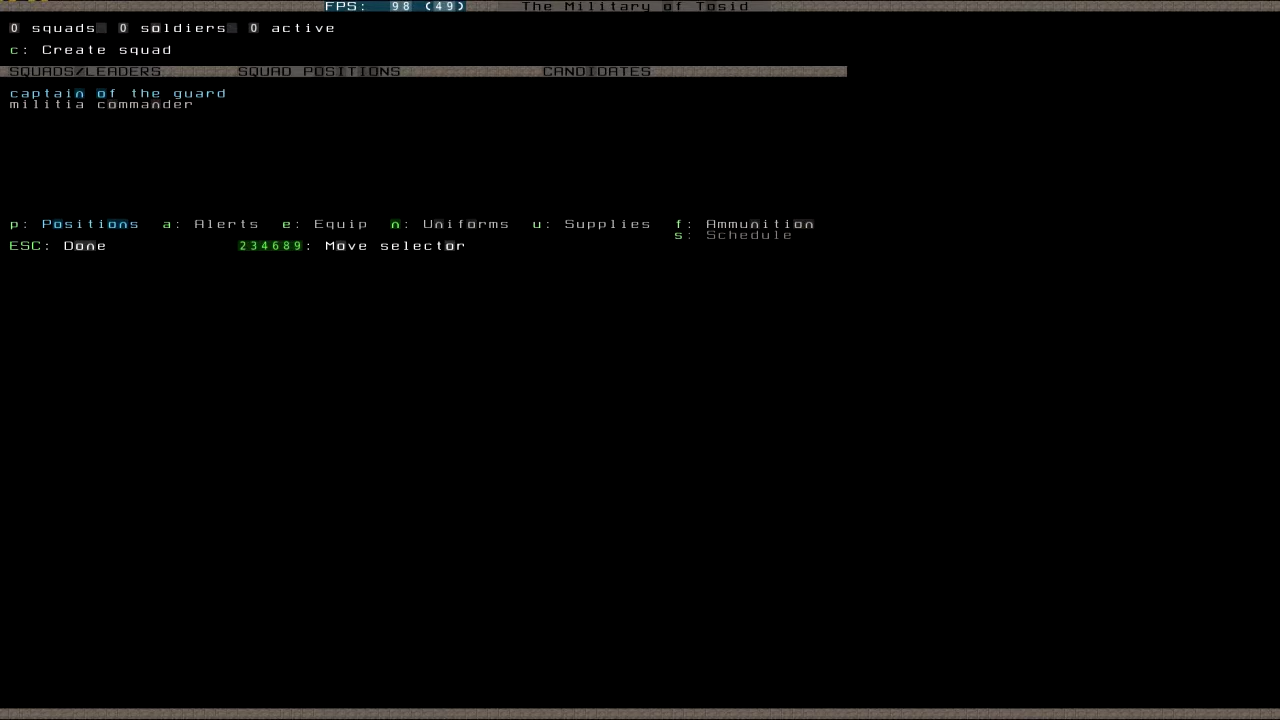 FPS: 98 (49) The Military of Tosid
0 squads 0 soldiers 0 active
c: Create squad
SQUADS/LEADERS SQUAD POSITIONS CANDIDATES
captain of the guard
militia commander
p: Positions a: Alerts e: Equip n: Uniforms u: Supplies f: Ammunition
s: Schedule
ESC: Done 234689: Move selector